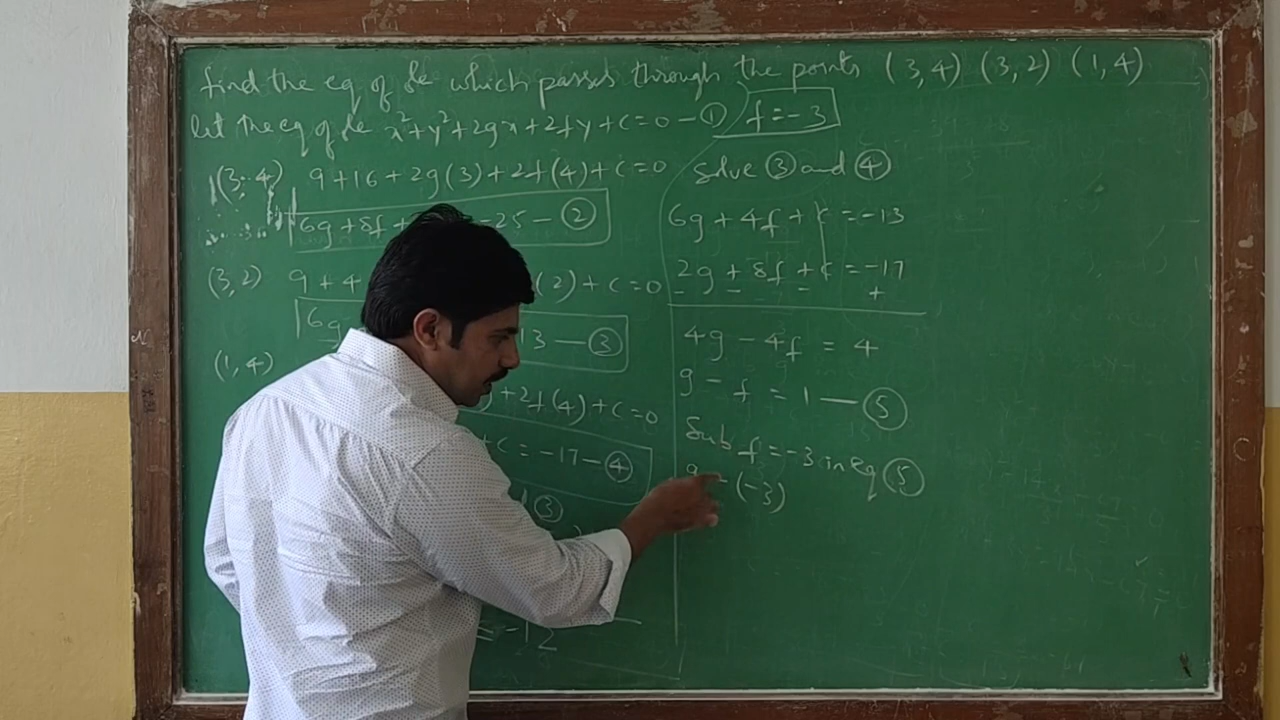 find the eq of
which passes through the points (3,4) (3,2) (1,4)
let the eq of
x²+y²+2gx+2fy+c=0 — ①
(3,4) 9+16+2g(3)+2f(4)+c=0
6g+8f+ -25 — ②
(3,2) 9+4 (2)+c=0
6g 13 — ③
(1,4)
+2f(4)+c=0
+c = -17 — ④
③
= -12
f = -3
solve ③ and ④
6g + 4f + c = -13
2g + 8f + c = -17
− − − +
4g − 4f = 4
g − f = 1 — ⑤
Sub f = -3 in eq ⑤
g − (-3)